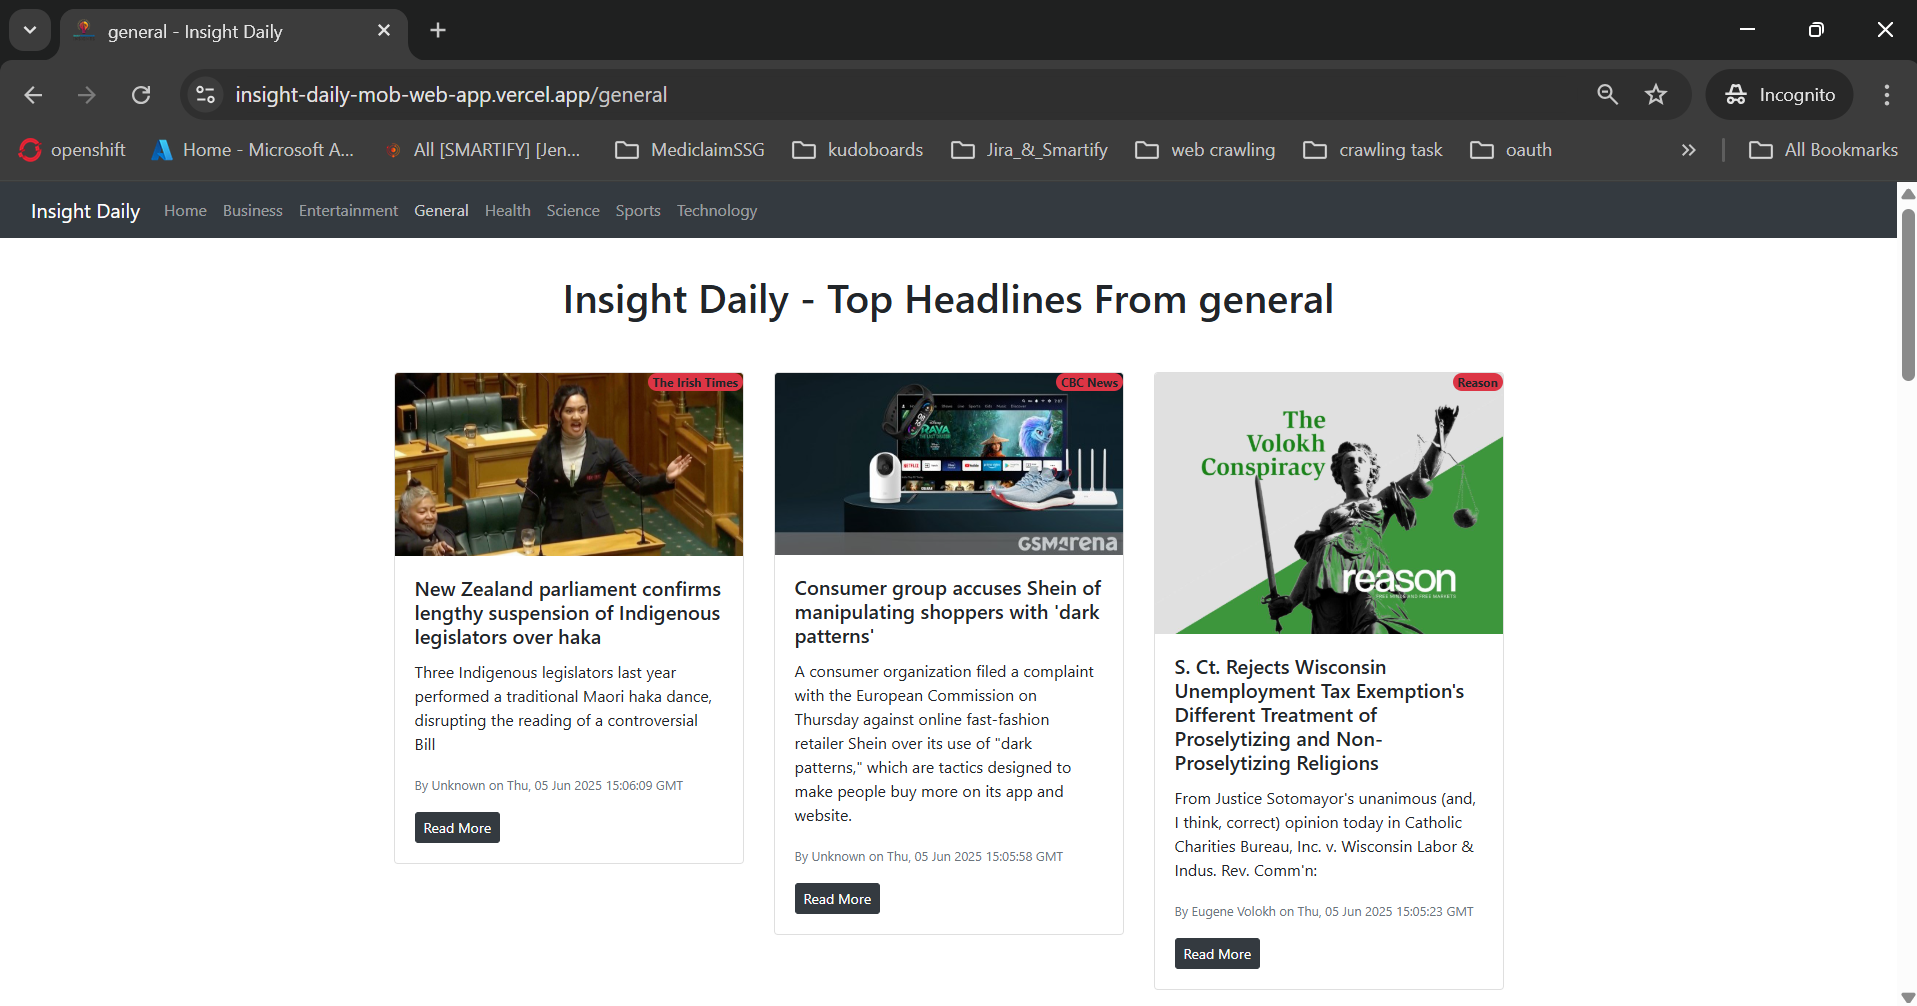 general - Insight Daily
insight-daily-mob-web-app.vercel.app/general
Incognito
openshift
Home - Microsoft A...
All [SMARTIFY] [Jen...
MediclaimSSG
kudoboards
Jira_&_Smartify
web crawling
crawling task
oauth
All Bookmarks
Insight Daily
Home
Business
Entertainment
General
Health
Science
Sports
Technology
Insight Daily - Top Headlines From general
The Irish Times
New Zealand parliament confirms
lengthy suspension of Indigenous
legislators over haka
Three Indigenous legislators last year
performed a traditional Maori haka dance,
disrupting the reading of a controversial
Bill
By Unknown on Thu, 05 Jun 2025 15:06:09 GMT
Read More
CBC News
RAYA
GSMArena
Consumer group accuses Shein of
manipulating shoppers with 'dark
patterns'
A consumer organization filed a complaint
with the European Commission on
Thursday against online fast-fashion
retailer Shein over its use of "dark
patterns," which are tactics designed to
make people buy more on its app and
website.
By Unknown on Thu, 05 Jun 2025 15:05:58 GMT
Read More
Reason
The
Volokh
Conspiracy
reason
FREE MINDS AND FREE MARKETS
S. Ct. Rejects Wisconsin
Unemployment Tax Exemption's
Different Treatment of
Proselytizing and Non-
Proselytizing Religions
From Justice Sotomayor's unanimous (and,
I think, correct) opinion today in Catholic
Charities Bureau, Inc. v. Wisconsin Labor &
Indus. Rev. Comm'n:
By Eugene Volokh on Thu, 05 Jun 2025 15:05:23 GMT
Read More